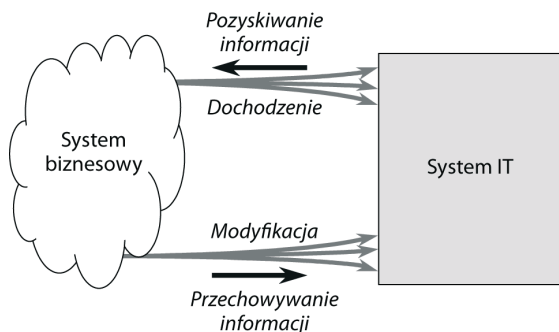 Pozyskiwanie
informacji
Dochodzenie
System
biznesowy
System IT
Modyfikacja
Przechowywanie
informacji